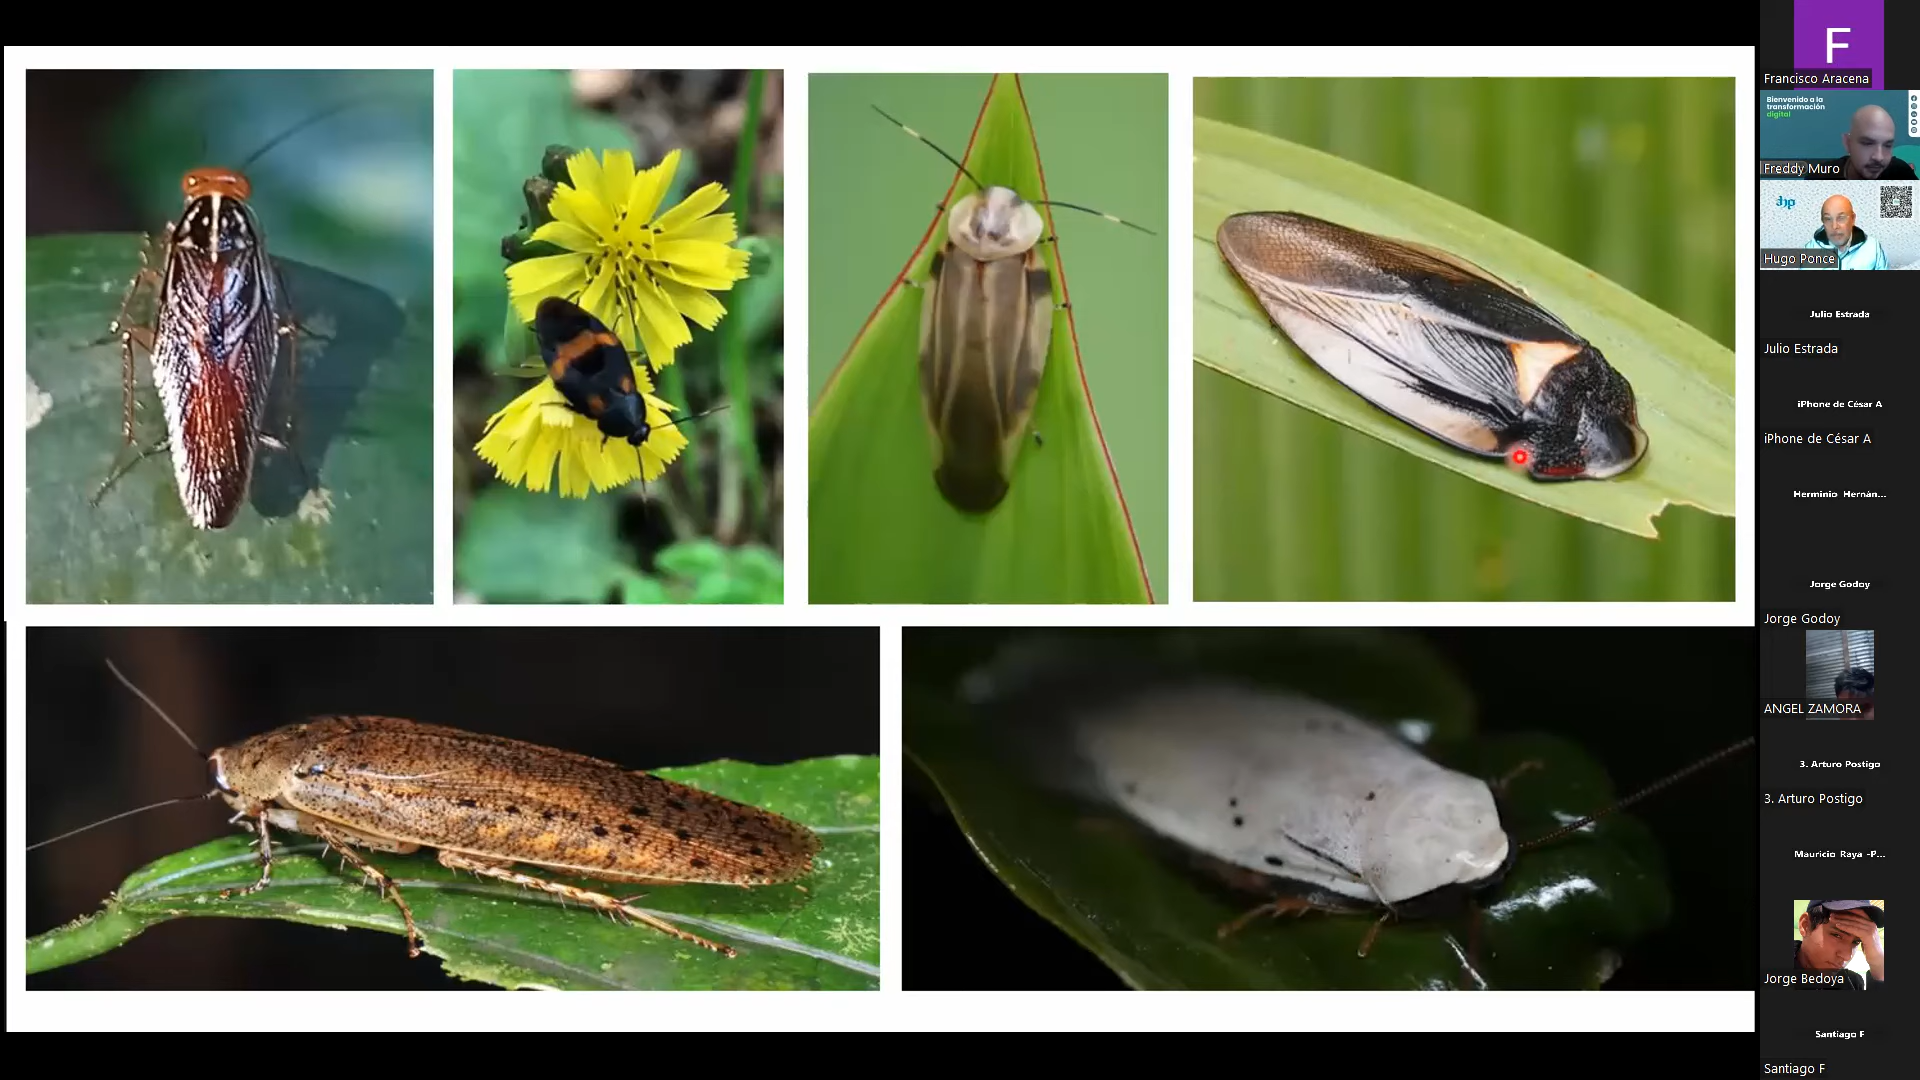 F
Francisco Aracena
Bienvenido a la
transformación
digital
Freddy Muro
ahp
Hugo Ponce
Julio Estrada
Julio Estrada
iPhone de César A
iPhone de César A
Herminio Hernán...
Jorge Godoy
Jorge Godoy
ANGEL ZAMORA
3. Arturo Postigo
3. Arturo Postigo
Mauricio Raya -P...
Jorge Bedoya
Santiago F
Santiago F